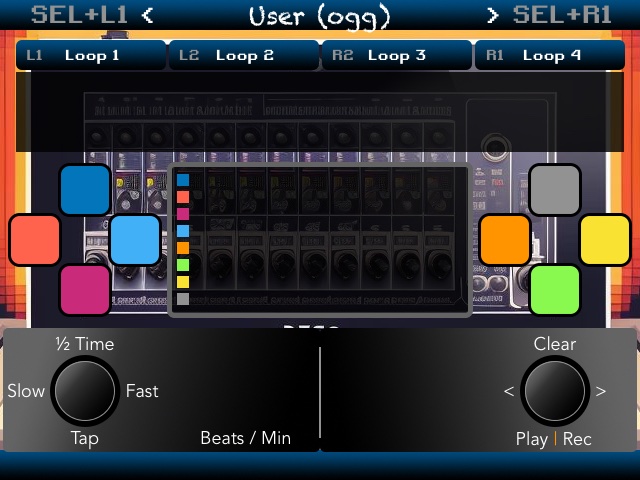 SEL+L1 < User (ogg) > SEL+R1
L1 Loop 1 L2 Loop 2 R2 Loop 3 R1 Loop 4
½ Time Clear
Slow Fast < >
Tap Beats / Min Play | Rec